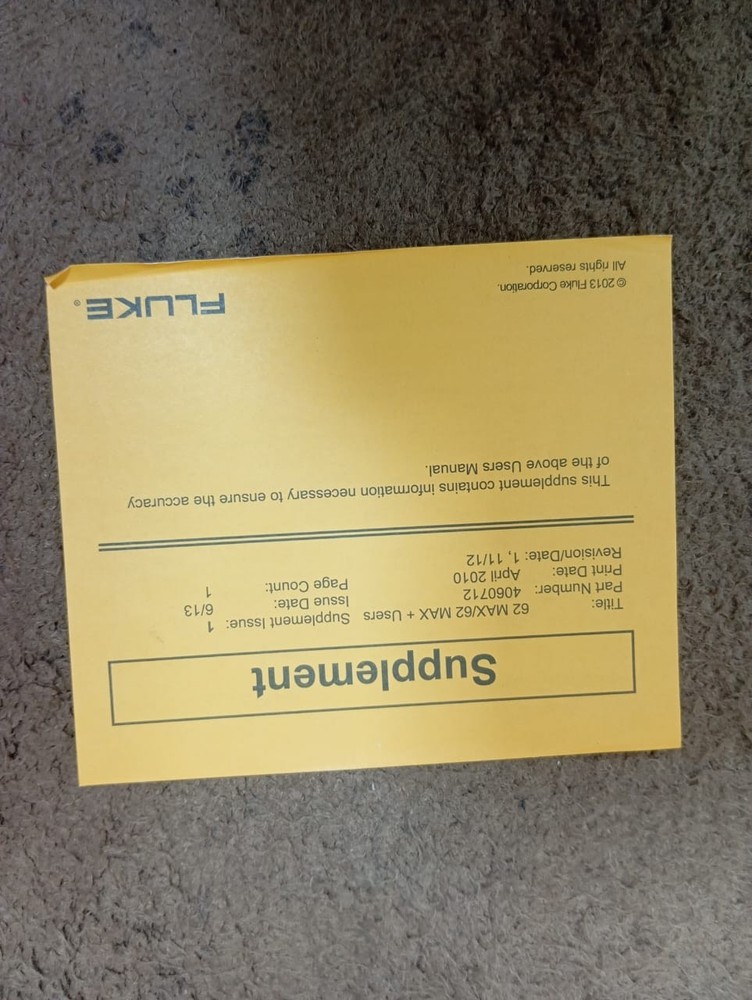 Supplement
Title: 62 MAX/62 MAX + Users Supplement Issue: 1
Part Number: 4060712 Issue Date: 6/13
Print Date: April 2010 Page Count: 1
Revision/Date: 1, 11/12
This supplement contains information necessary to ensure the accuracy
of the above Users Manual.
© 2013 Fluke Corporation.
All rights reserved.
FLUKE®